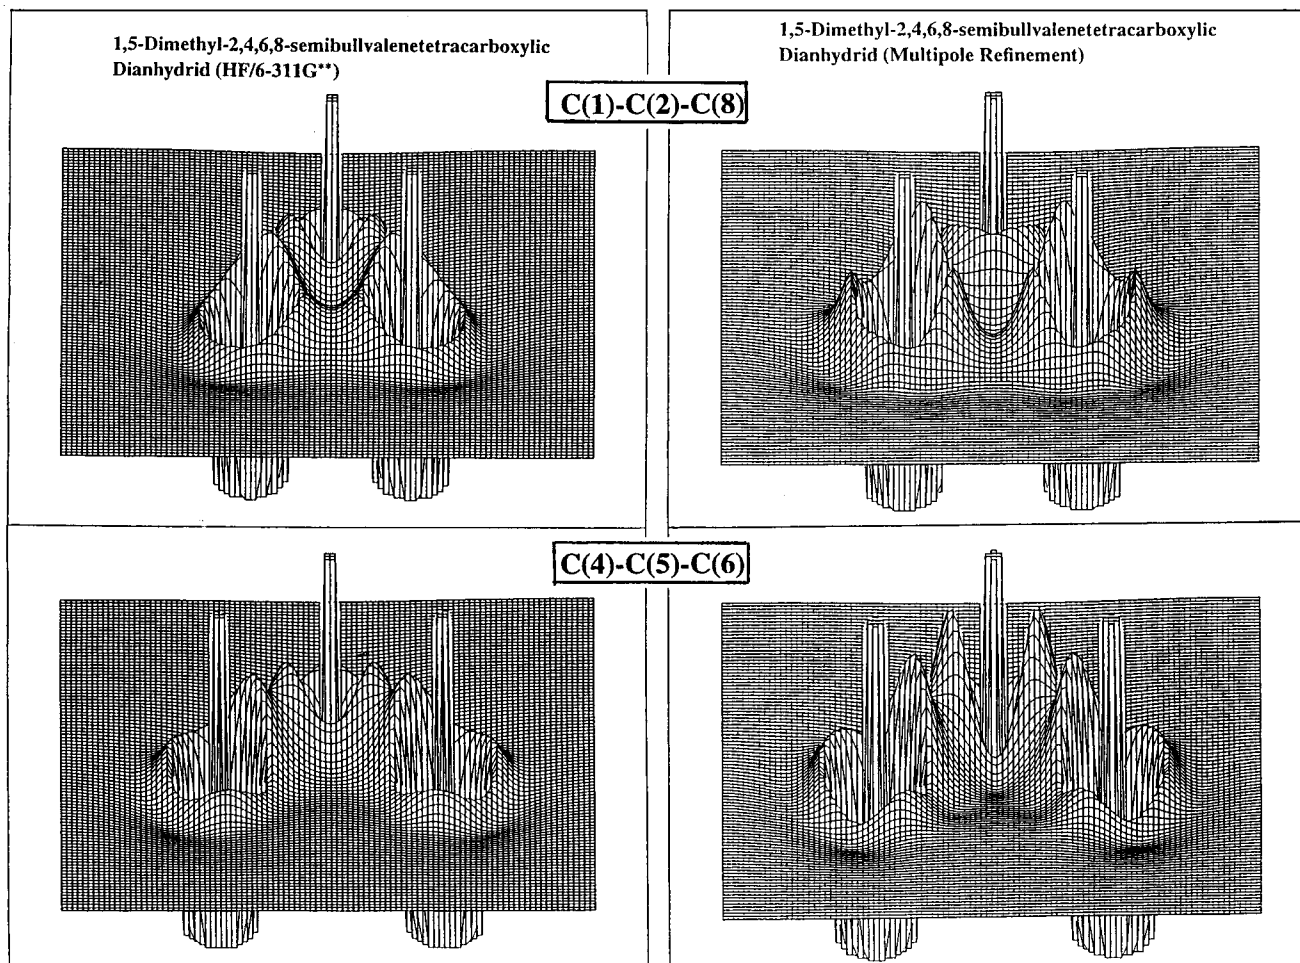 1,5-Dimethyl-2,4,6,8-semibullvalenetetracarboxylic
Dianhydrid (HF/6-311G**)
1,5-Dimethyl-2,4,6,8-semibullvalenetetracarboxylic
Dianhydrid (Multipole Refinement)
C(1)-C(2)-C(8)
C(4)-C(5)-C(6)